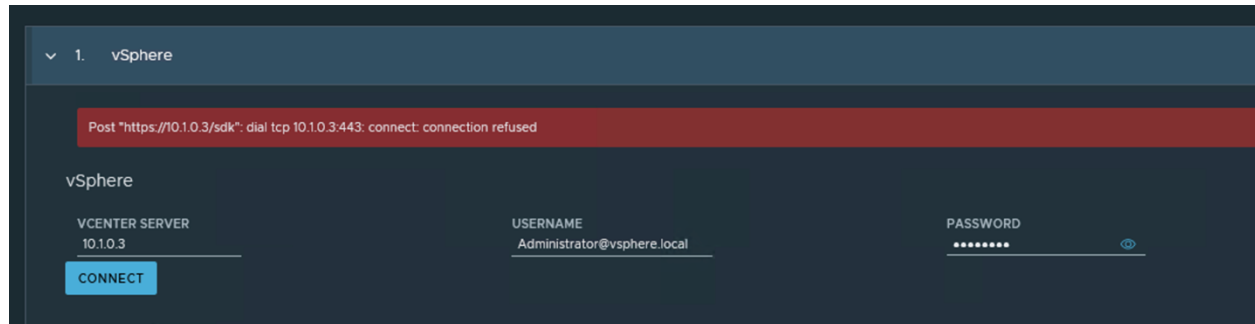 1. vSphere
Post "https://10.1.0.3/sdk": dial tcp 10.1.0.3:443: connect: connection refused
vSphere
VCENTER SERVER USERNAME PASSWORD
10.1.0.3 Administrator@vsphere.local ••••••••
CONNECT